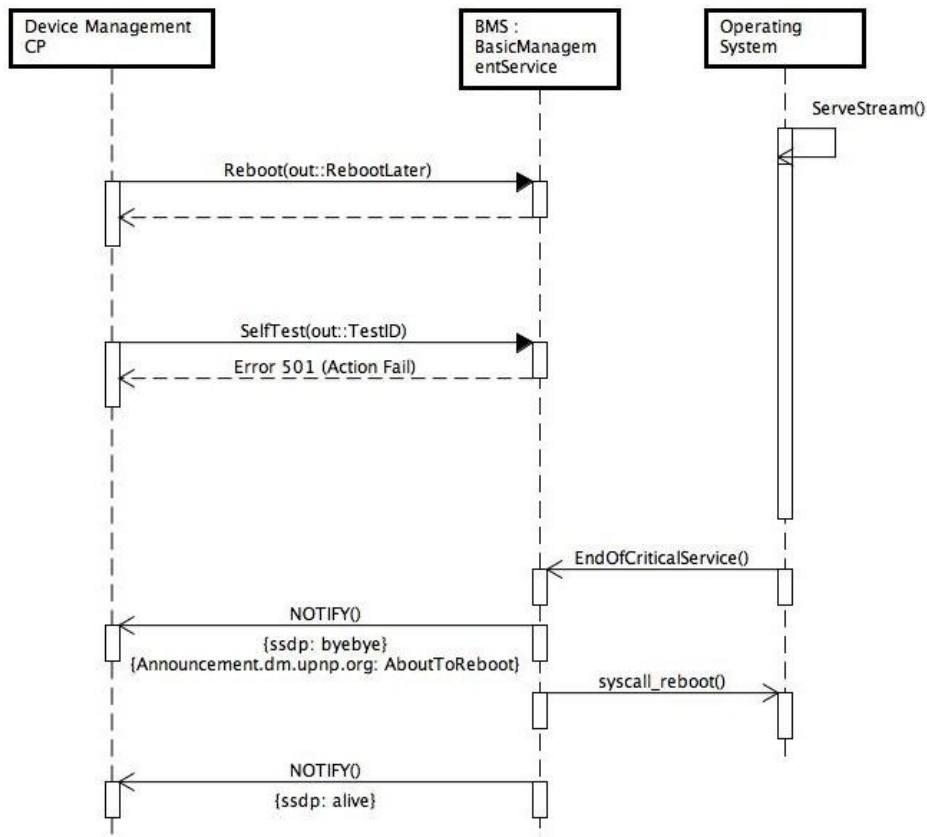 Device Management
CP
BMS :
BasicManagem
entService
Operating
System
ServeStream()
Reboot(out::RebootLater)
SelfTest(out::TestID)
Error 501 (Action Fail)
EndOfCriticalService()
NOTIFY()
{ssdp: byebye}
{Announcement.dm.upnp.org: AboutToReboot}
syscall_reboot()
NOTIFY()
{ssdp: alive}